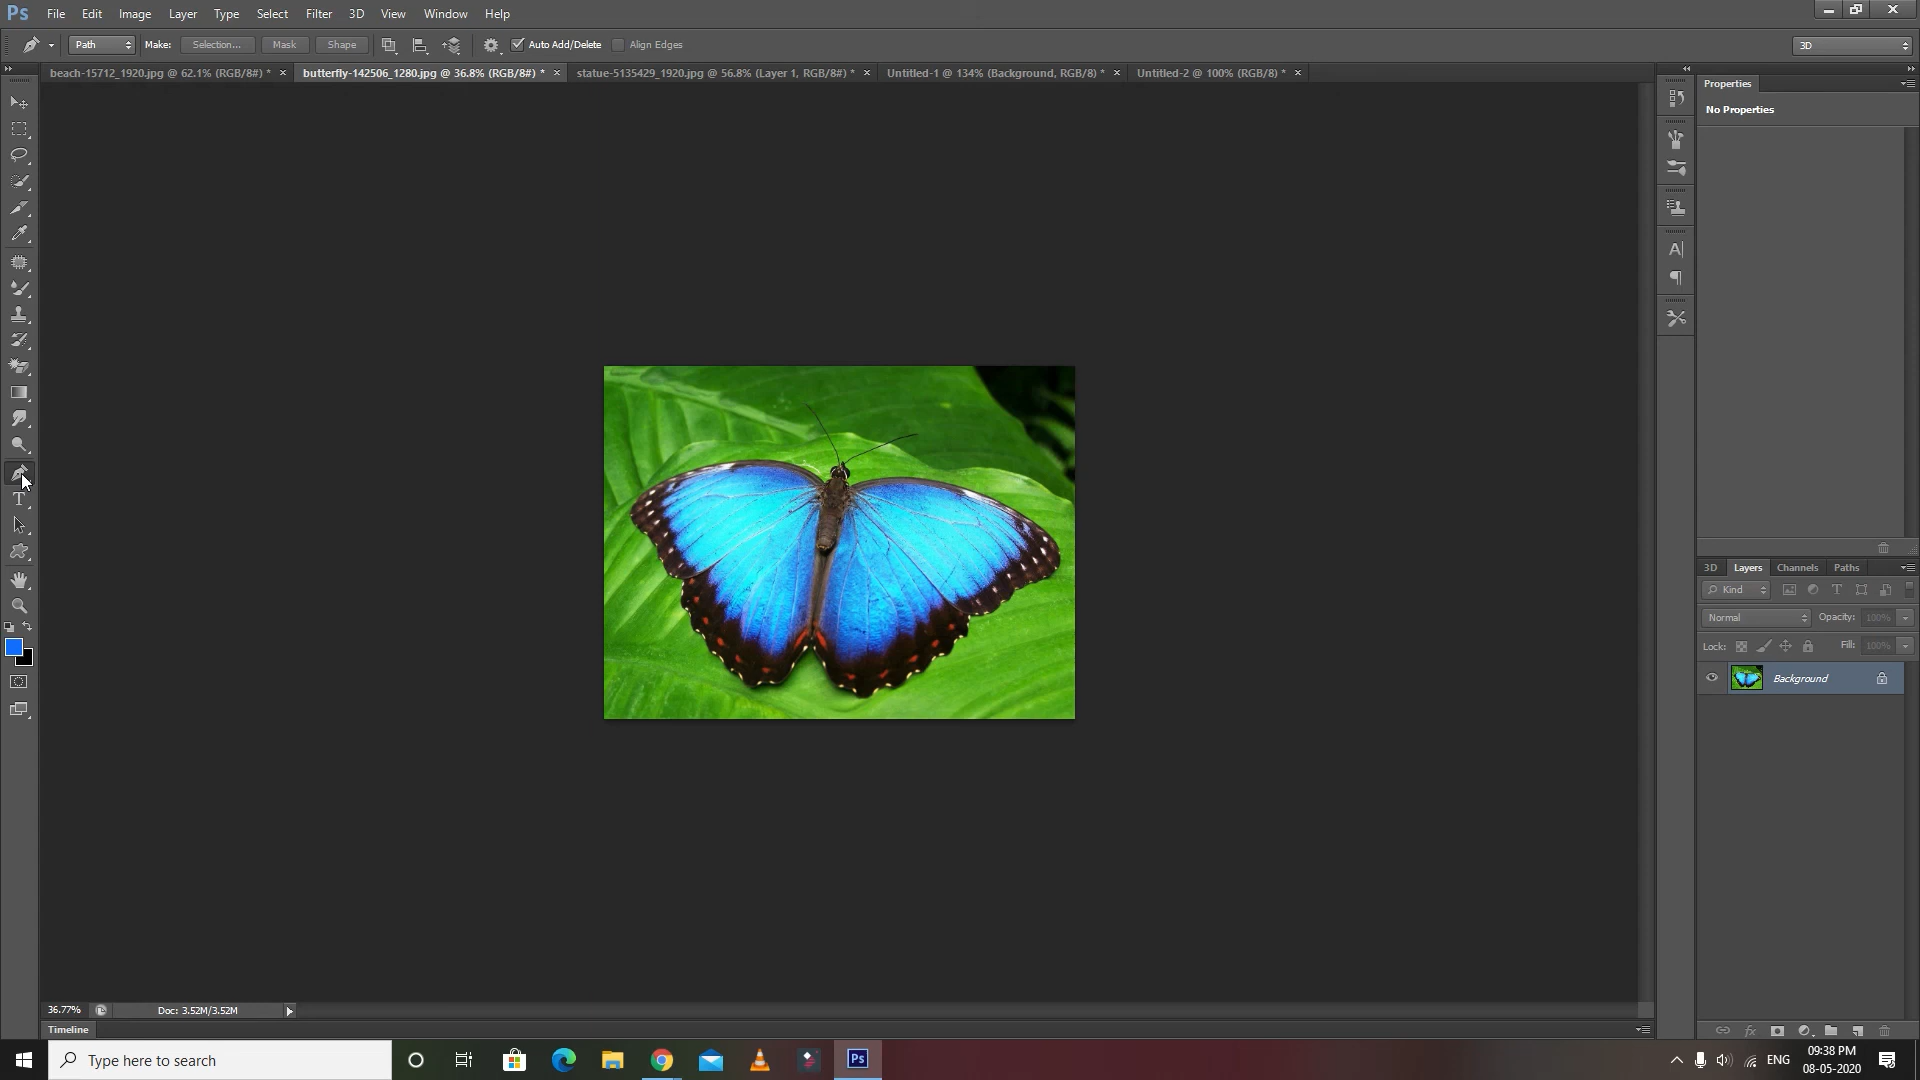 Ps File Edit Image Layer Type Select Filter 3D View Window Help
Path Make: Selection... Mask Shape Auto Add/Delete Align Edges 3D
beach-15712_1920.jpg @ 62.1% (RGB/8#) * × butterfly-142506_1280.jpg @ 36.8% (RGB/8#) * × statue-5135429_1920.jpg @ 56.8% (Layer 1, RGB/8#) * × Untitled-1 @ 134% (Background, RGB/8) * × Untitled-2 @ 100% (RGB/8) * ×
Properties
No Properties
3D Layers Channels Paths
Kind
Normal Opacity: 100%
Lock: Fill: 100%
Background
36.77% Doc: 3.52M/3.52M
Timeline
Type here to search
Ps
ENG
09:38 PM
08-05-2020